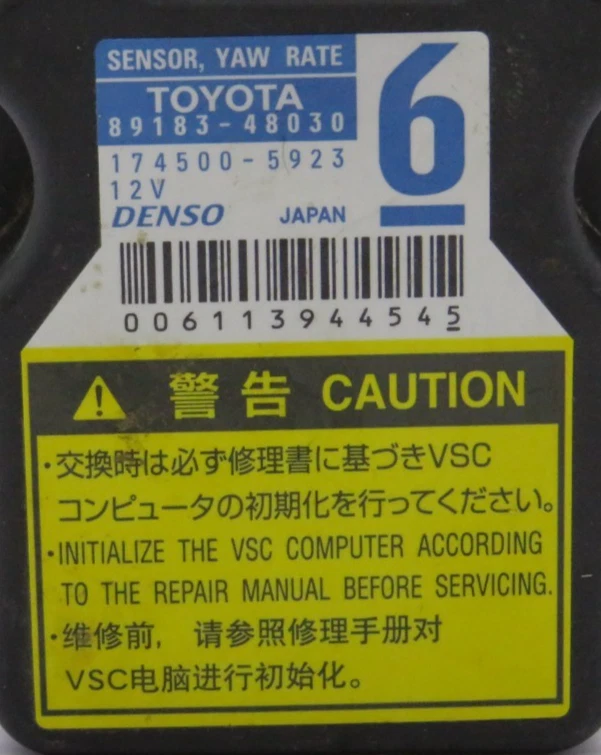 SENSOR, YAW RATE
TOYOTA
89183-48030
6
174500-5923
12V
DENSO JAPAN
006113944545
警告 CAUTION
・交換時は必ず修理書に基づきVSC
コンピュータの初期化を行ってください。
・INITIALIZE THE VSC COMPUTER ACCORDING
TO THE REPAIR MANUAL BEFORE SERVICING.
・维修前，请参照修理手册对
VSC电脑进行初始化。